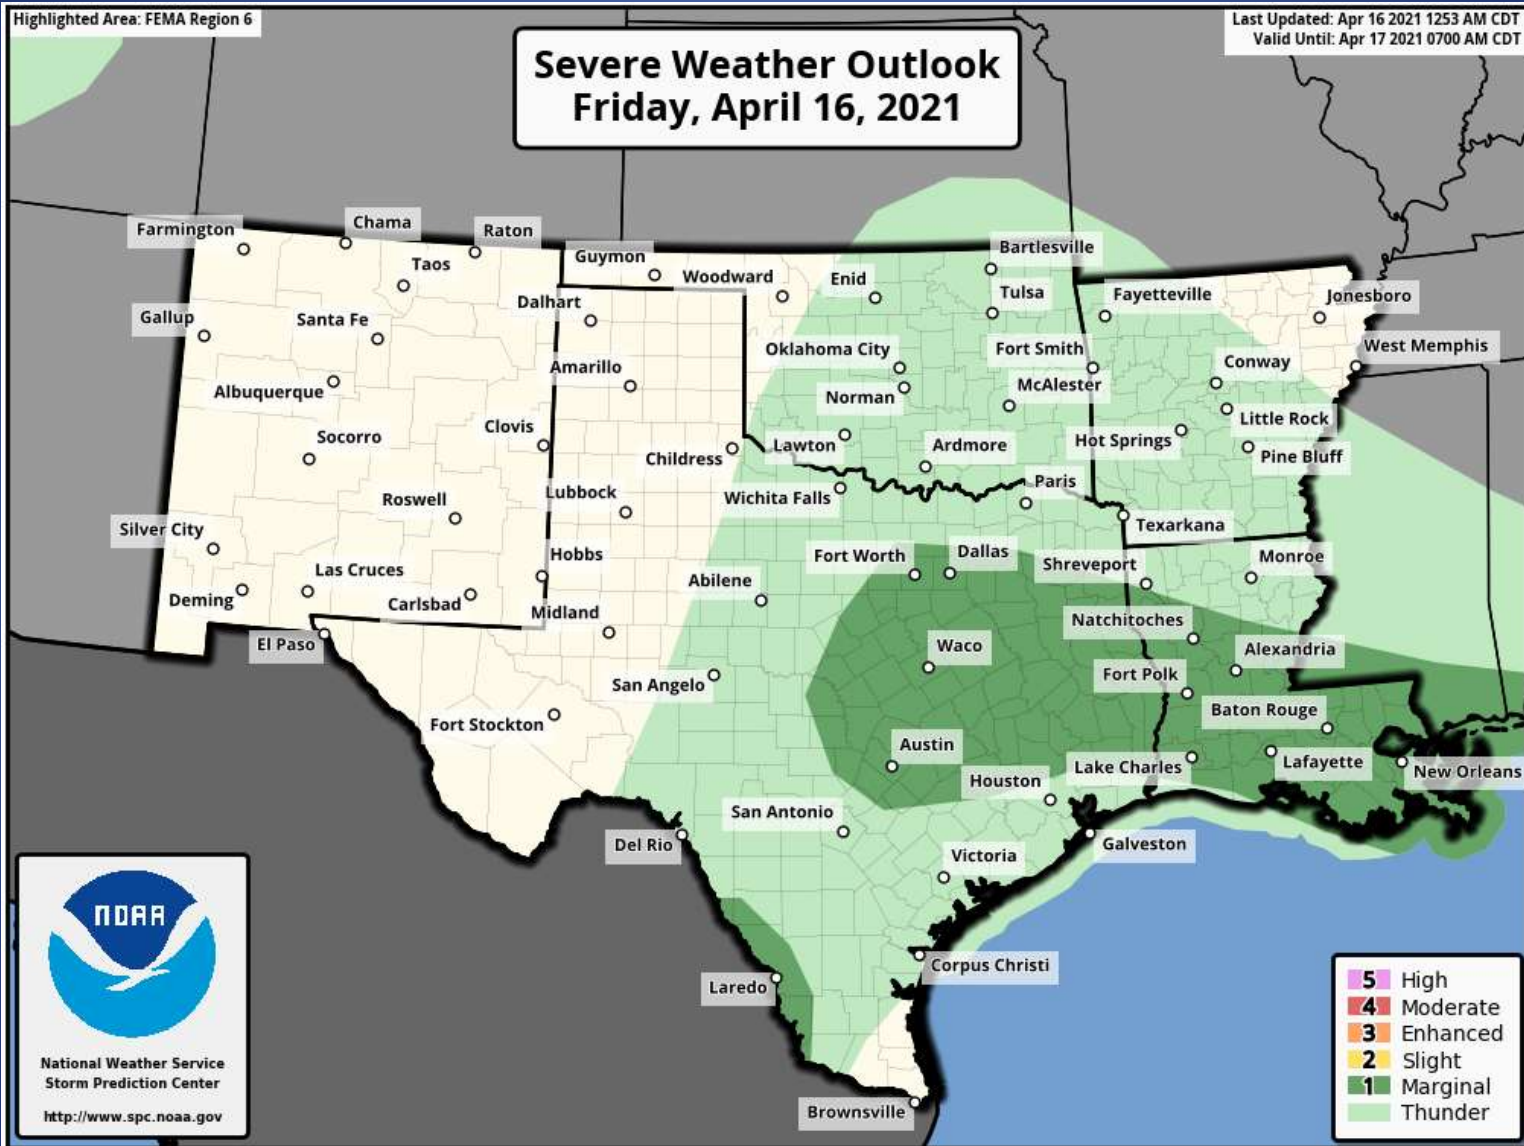 Highlighted Area: FEMA Region 6
Last Updated: Apr 16 2021 1253 AM CDT
Valid Until: Apr 17 2021 0700 AM CDT
Severe Weather Outlook
Friday, April 16, 2021
Farmington
Chama
Raton
Taos
Guymon
Woodward
Enid
Bartlesville
Tulsa
Fayetteville
Jonesboro
Gallup
Santa Fe
Dalhart
Oklahoma City
Fort Smith
West Memphis
Albuquerque
Amarillo
Norman
McAlester
Conway
Little Rock
Socorro
Clovis
Childress
Lawton
Ardmore
Hot Springs
Pine Bluff
Roswell
Lubbock
Wichita Falls
Paris
Texarkana
Silver City
Hobbs
Fort Worth
Dallas
Shreveport
Monroe
Las Cruces
Deming
Carlsbad
Midland
Abilene
Natchitoches
El Paso
San Angelo
Waco
Fort Polk
Alexandria
Fort Stockton
Baton Rouge
Austin
Houston
Lake Charles
Lafayette
New Orleans
San Antonio
Del Rio
Victoria
Galveston
Laredo
Corpus Christi
Brownsville
NOAA
National Weather Service
Storm Prediction Center
http://www.spc.noaa.gov
5 High
4 Moderate
3 Enhanced
2 Slight
1 Marginal
Thunder